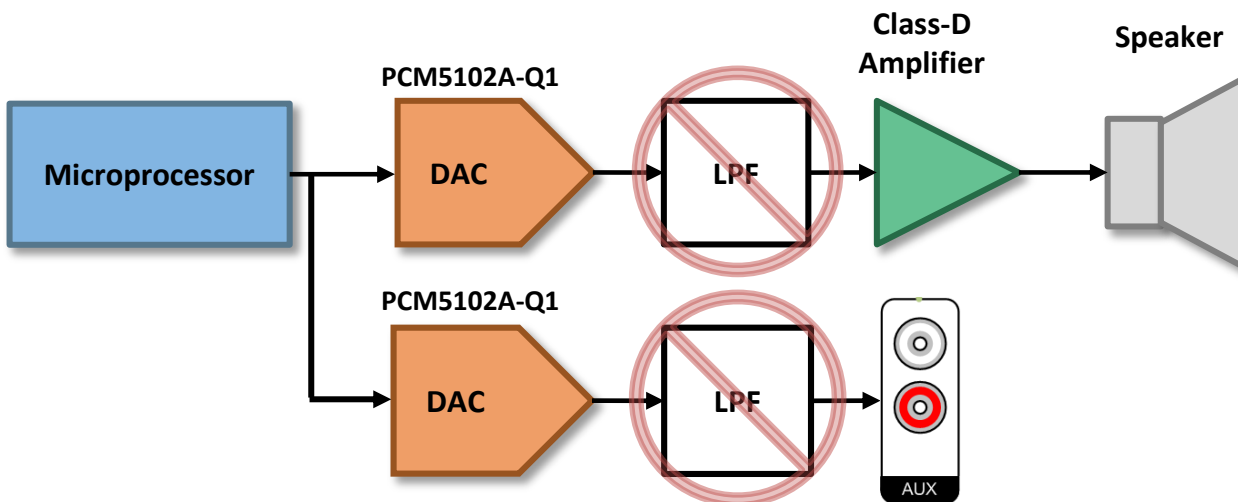 Class-D
Amplifier
Speaker
PCM5102A-Q1
Microprocessor
DAC
LPF
PCM5102A-Q1
DAC
LPF
AUX